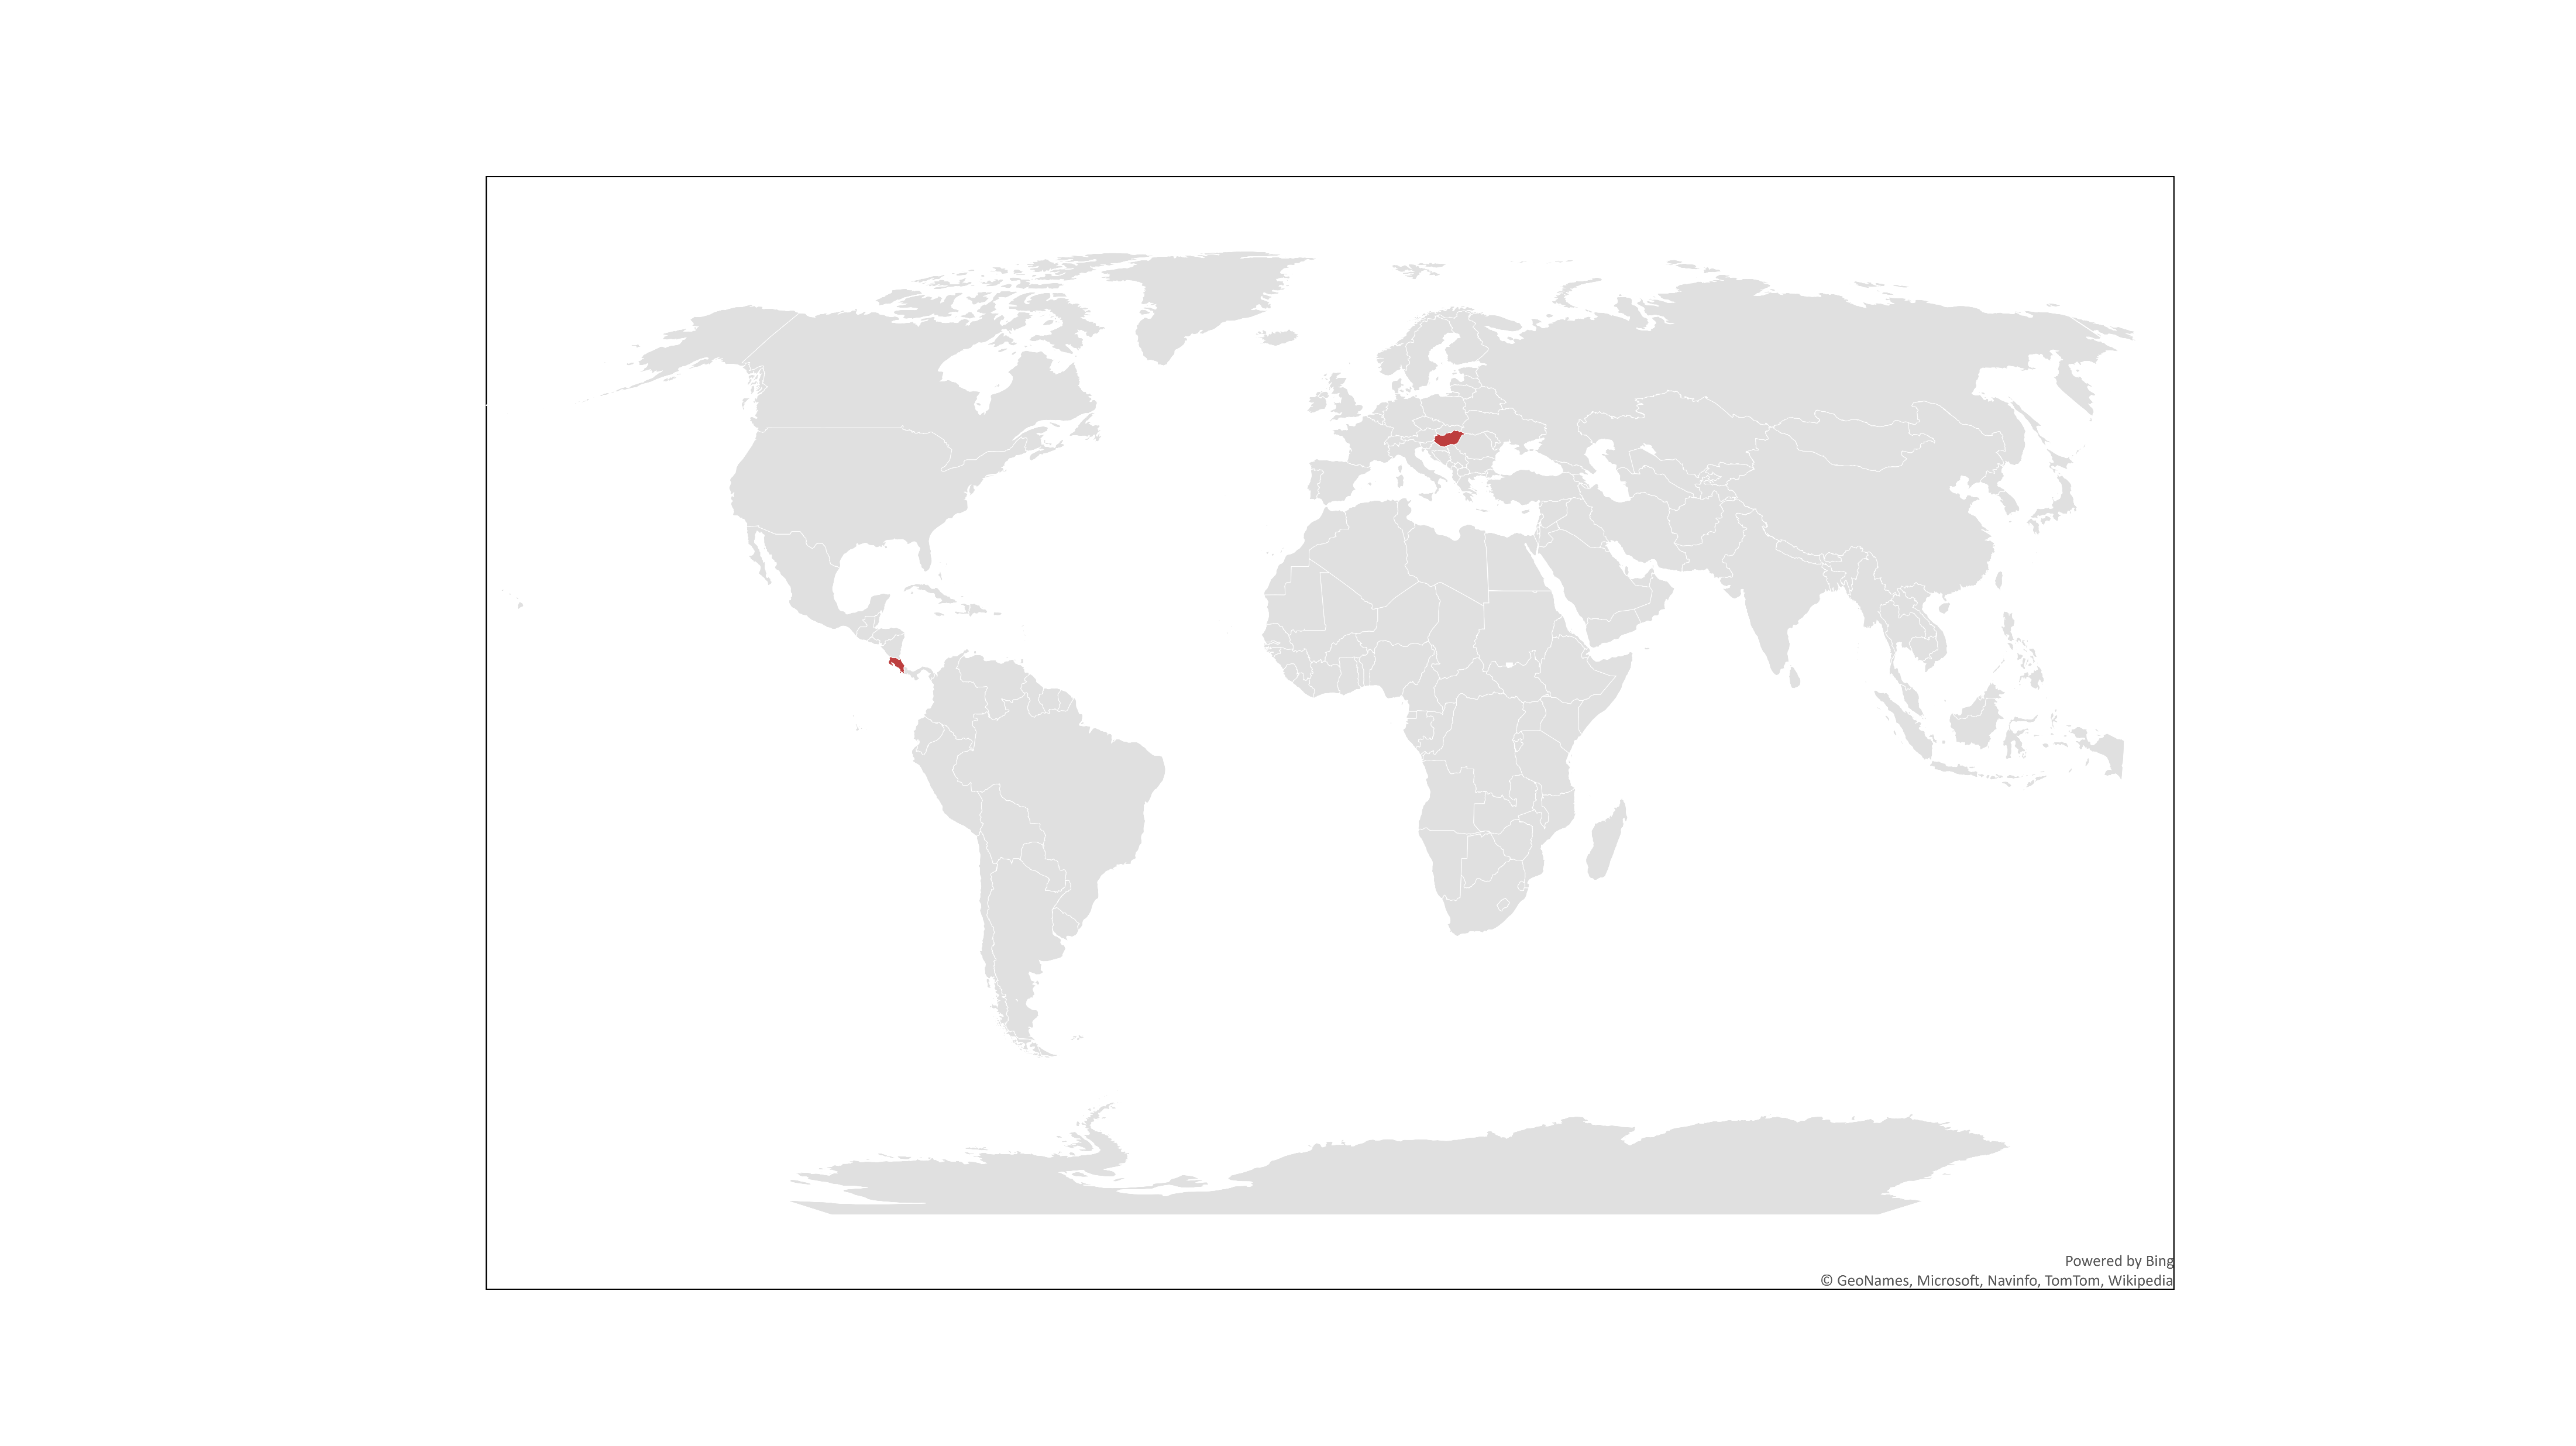 Powered by Bing
© GeoNames, Microsoft, Navinfo, TomTom, Wikipedia